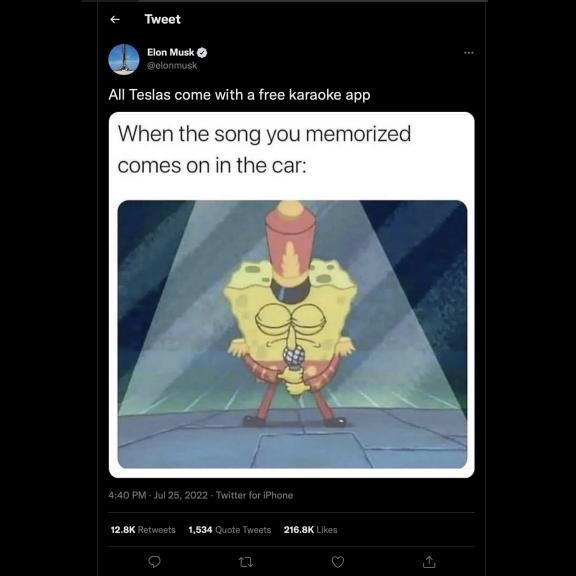 Tweet
Elon Musk
@elonmusk
All Teslas come with a free karaoke app
When the song you memorized
comes on in the car:
4:40 PM · Jul 25, 2022 · Twitter for iPhone
12.8K Retweets 1,534 Quote Tweets 216.8K Likes